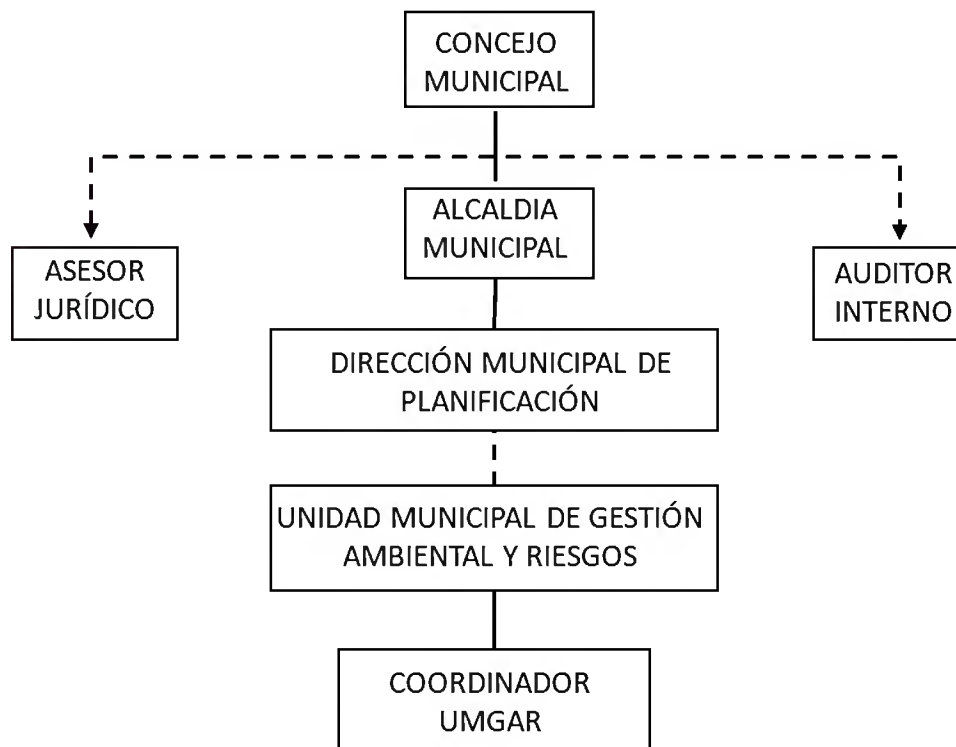 CONCEJO
MUNICIPAL
ALCALDIA
MUNICIPAL
ASESOR
JURÍDICO
AUDITOR
INTERNO
DIRECCIÓN MUNICIPAL DE
PLANIFICACIÓN
UNIDAD MUNICIPAL DE GESTIÓN
AMBIENTAL Y RIESGOS
COORDINADOR
UMGAR